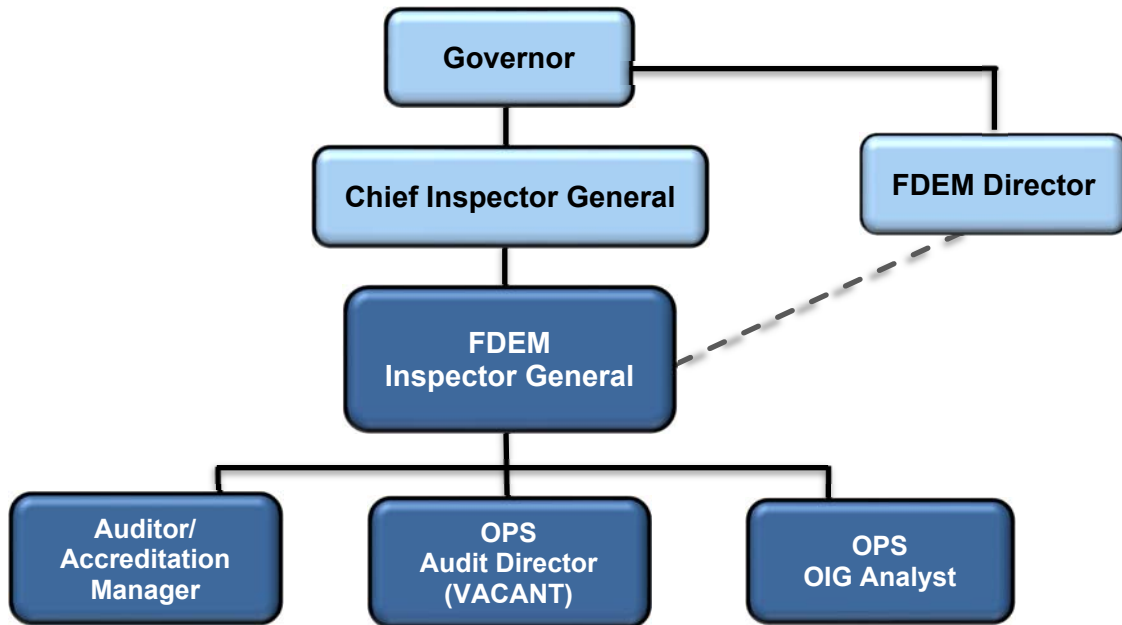 Governor
Chief Inspector General
FDEM Director
FDEM
Inspector General
Auditor/
Accreditation
Manager
OPS
Audit Director
(VACANT)
OPS
OIG Analyst